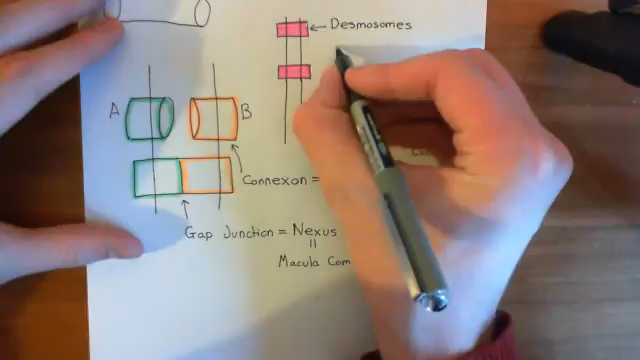 Desmosomes
A
B
Connexon =
Gap Junction = Nexus
Macula Com